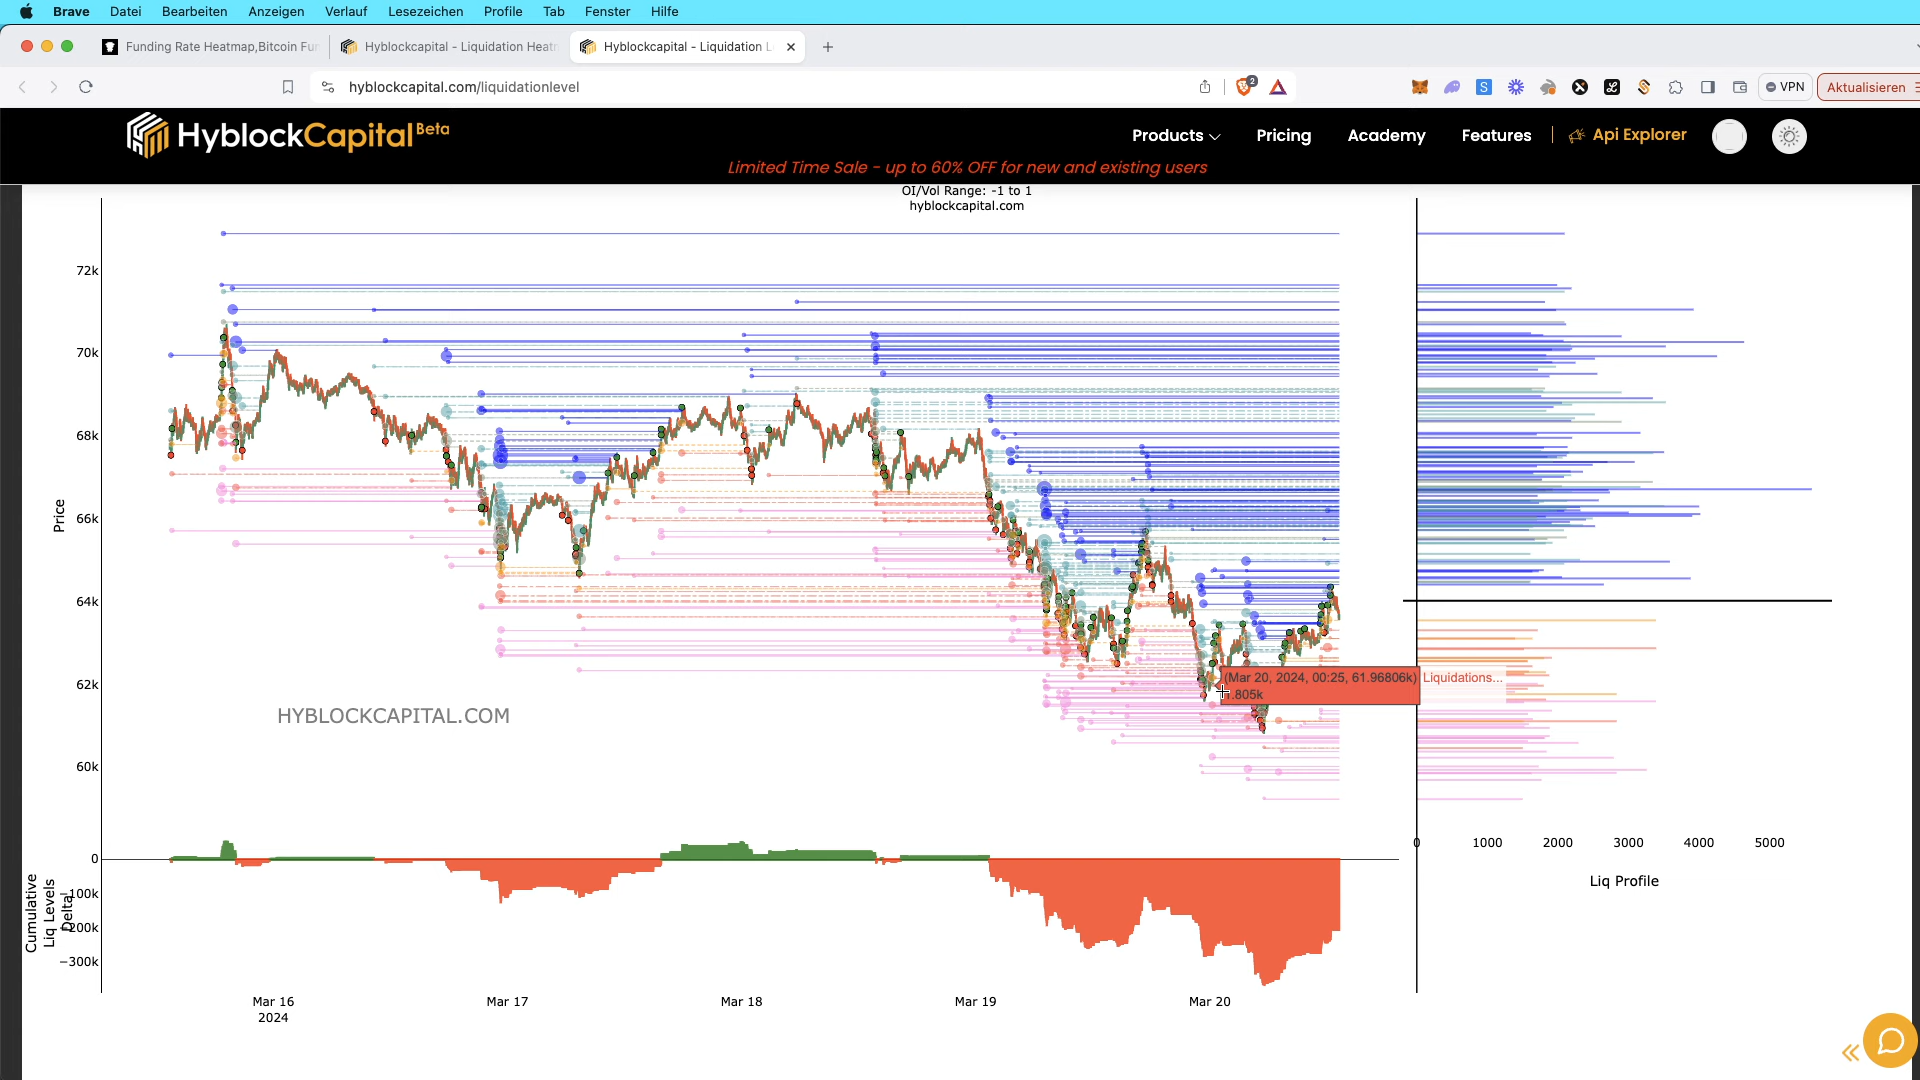 Brave Datei Bearbeiten Anzeigen Verlauf Lesezeichen Profile Tab Fenster Hilfe
Funding Rate Heatmap,Bitcoin Fun
Hyblockcapital - Liquidation Heatm
Hyblockcapital - Liquidation L
hyblockcapital.com/liquidationlevel
2
VPN
Aktualisieren
HyblockCapital Beta
Products Pricing Academy Features Api Explorer
Limited Time Sale - up to 60% OFF for new and existing users
OI/Vol Range: -1 to 1
hyblockcapital.com
72k
70k
68k
66k
64k
62k
60k
Price
(Mar 20, 2024, 00:25, 61.96806k) Liquidations...
.805k
HYBLOCKCAPITAL.COM
0
−100k
−200k
−300k
Cumulative
Liq Levels
Delta
Mar 16
2024
Mar 17
Mar 18
Mar 19
Mar 20
0 1000 2000 3000 4000 5000
Liq Profile